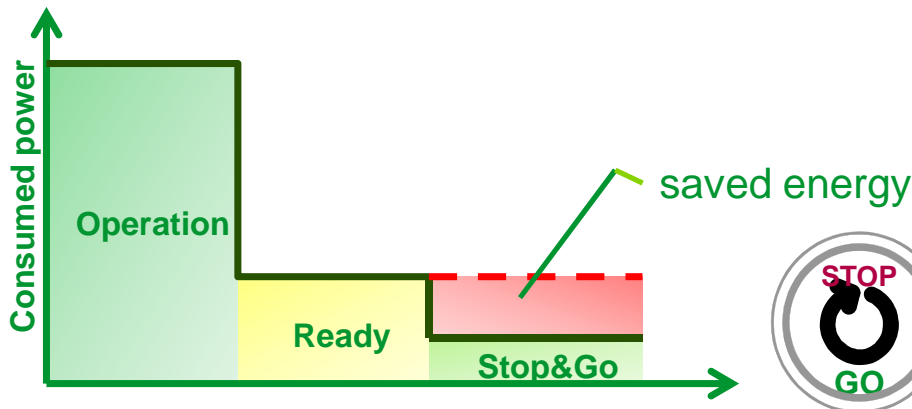 Consumed power
Operation
Ready
Stop&Go
saved energy
STOP
GO